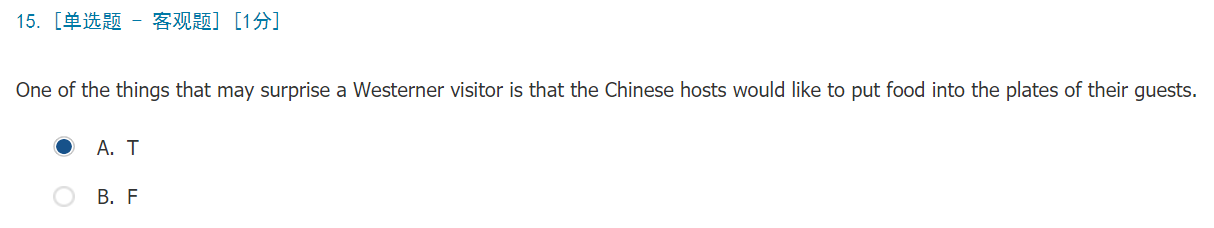 15. [单选题 - 客观题] [1分]
One of the things that may surprise a Westerner visitor is that the Chinese hosts would like to put food into the plates of their guests.
A. T
B. F